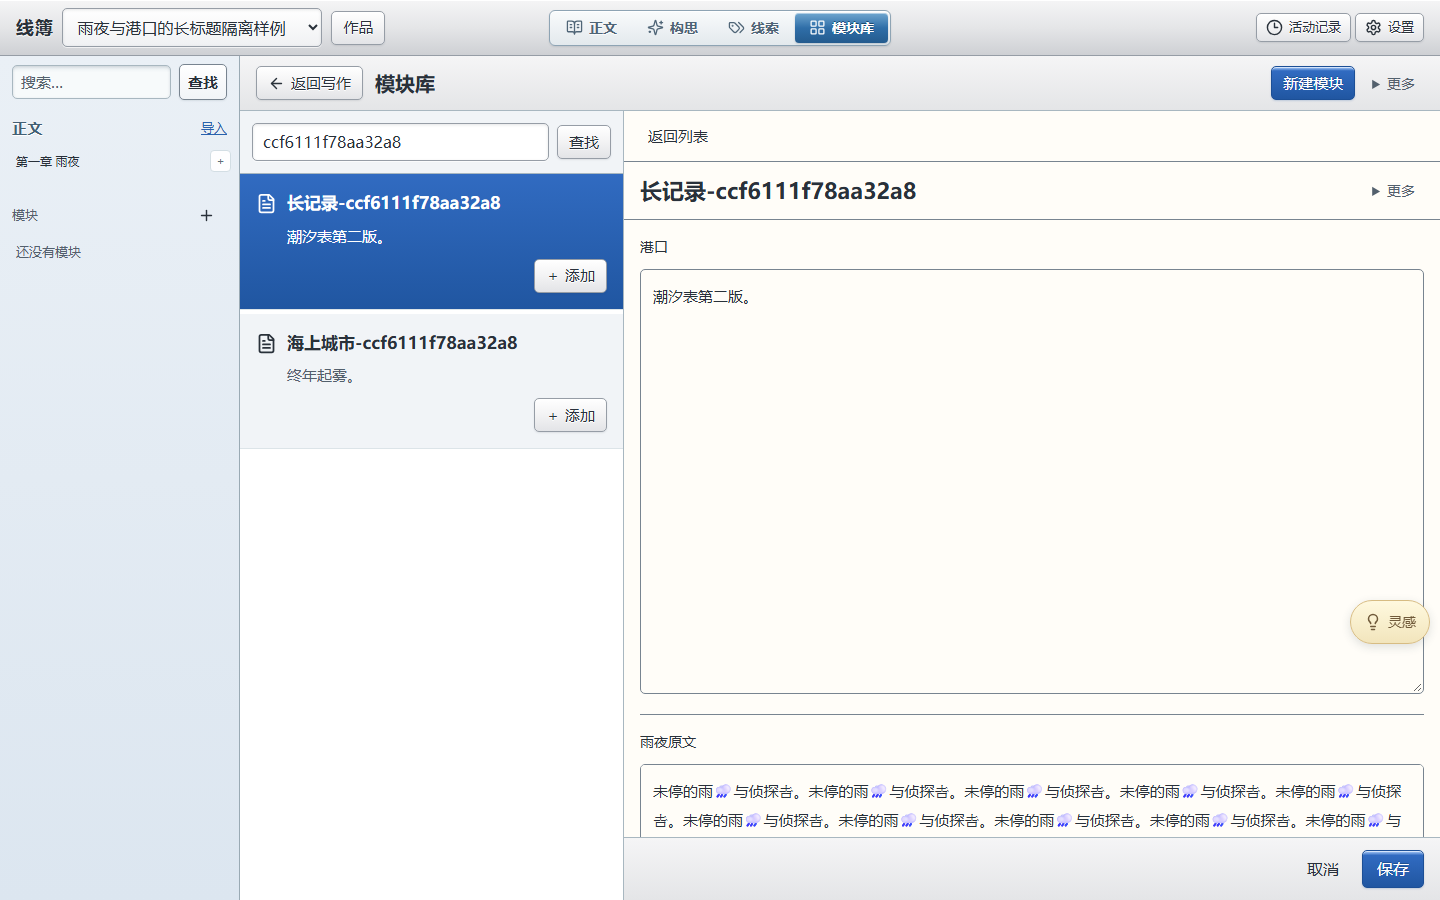 线簿
雨夜与港口的长标题隔离样例
作品
正文
构思
线索
模块库
活动记录
设置
搜索...
查找
正文
导入
第一章 雨夜
+
模块
+
还没有模块
← 返回写作
模块库
新建模块
▶ 更多
ccf6111f78aa32a8
查找
长记录-ccf6111f78aa32a8
潮汐表第二版。
+ 添加
海上城市-ccf6111f78aa32a8
终年起雾。
+ 添加
返回列表
长记录-ccf6111f78aa32a8
▶ 更多
港口
潮汐表第二版。
灵感
雨夜原文
未停的雨🌧️与侦探𠮷。未停的雨🌧️与侦探𠮷。未停的雨🌧️与侦探𠮷。未停的雨🌧️与侦探𠮷。未停的雨🌧️与侦探
𠮷。未停的雨🌧️与侦探𠮷。未停的雨🌧️与侦探𠮷。未停的雨🌧️与侦探𠮷。未停的雨🌧️与侦探𠮷。未停的雨🌧️与
取消
保存